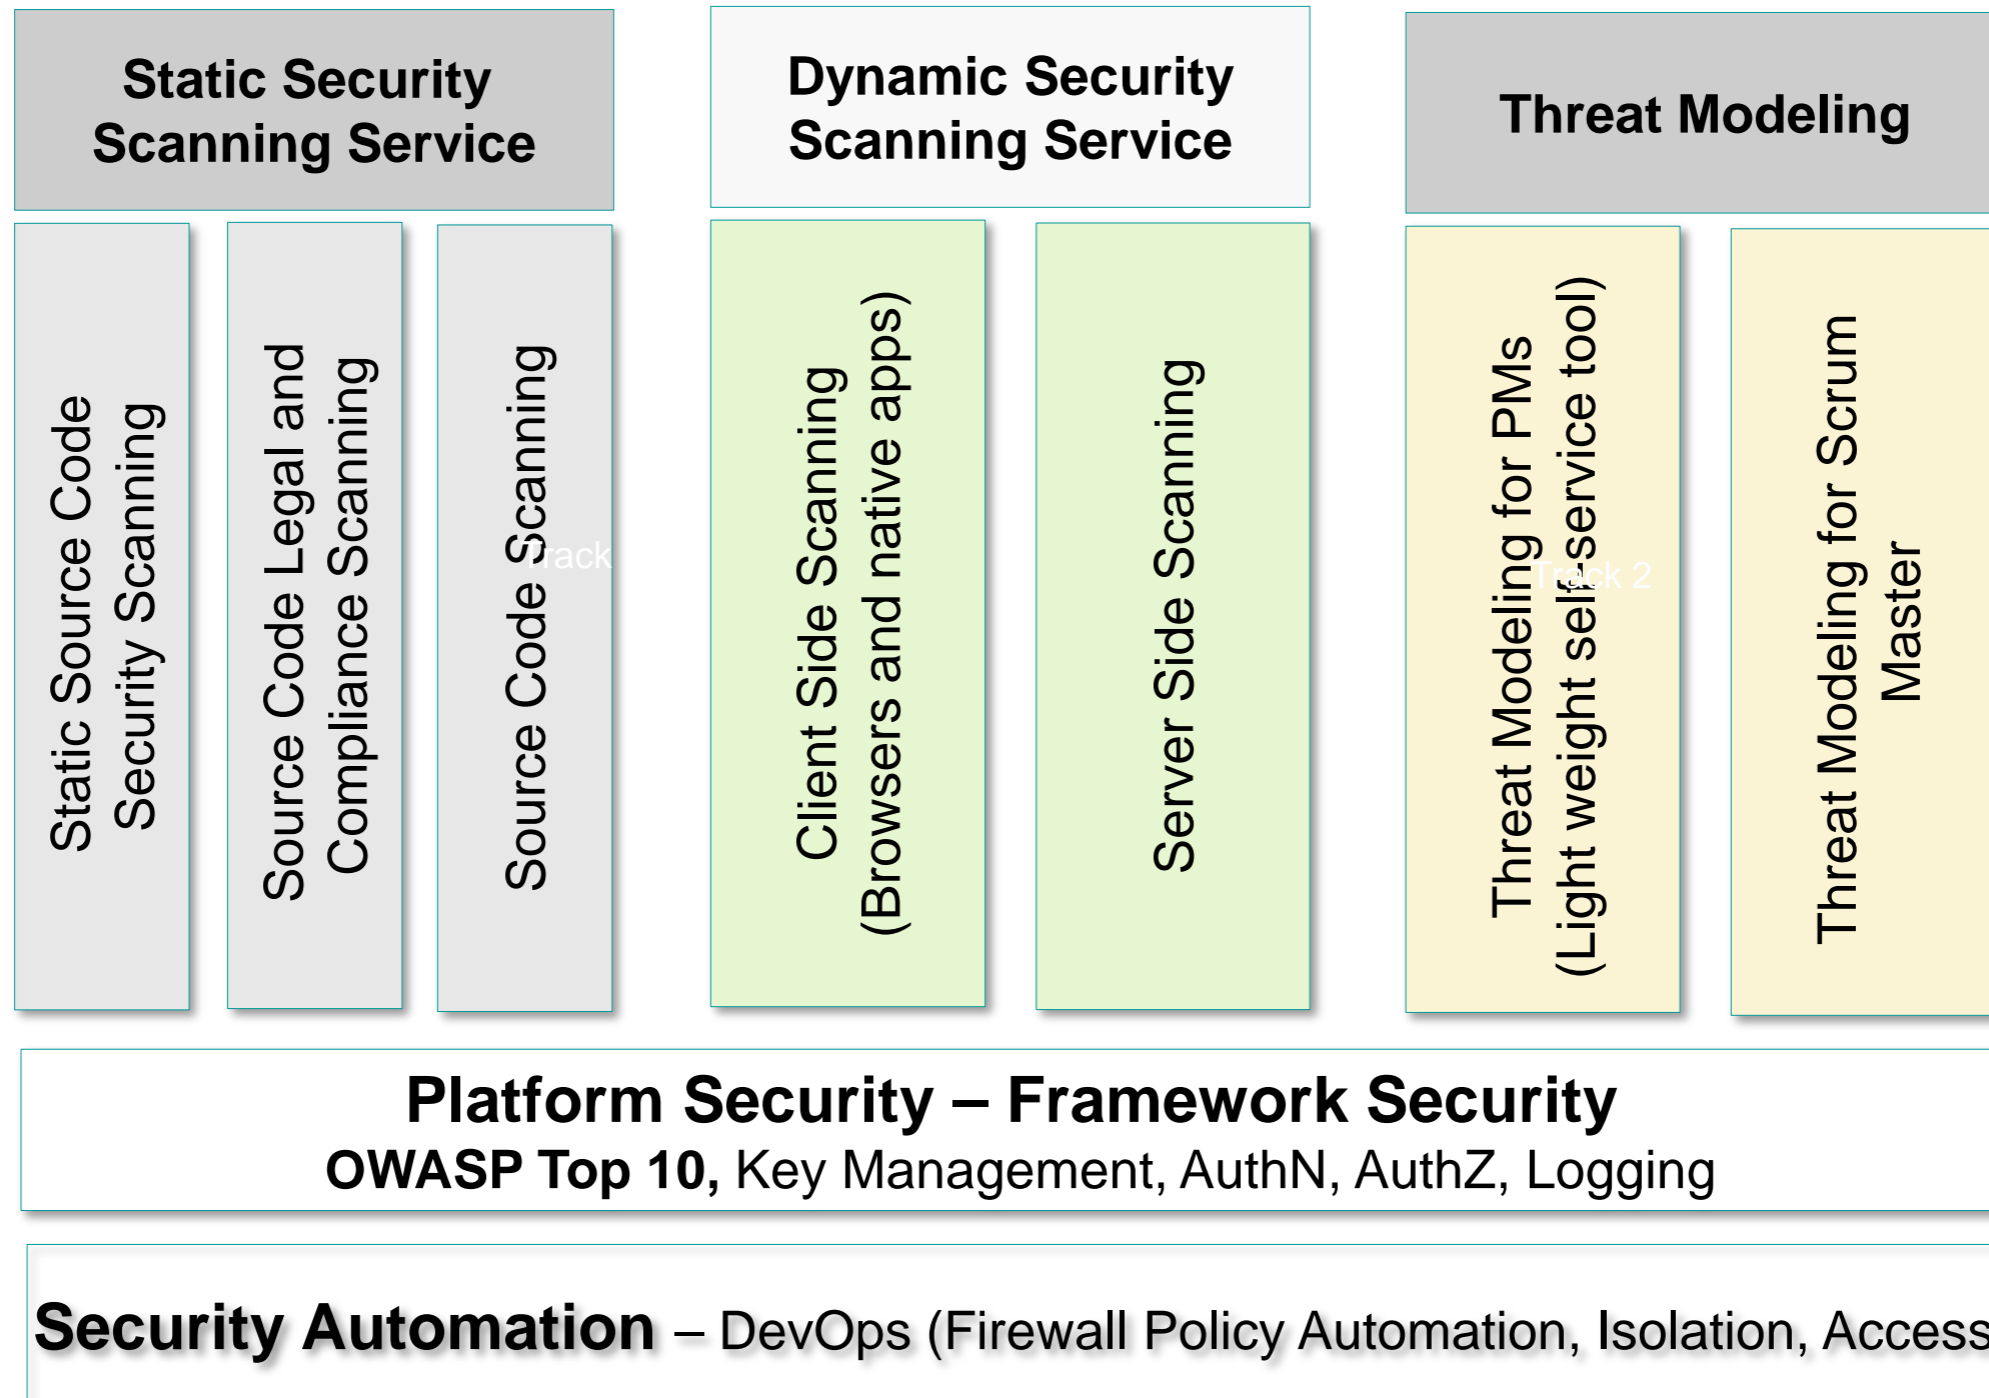 Static Security
Scanning Service
Dynamic Security
Scanning Service
Threat Modeling
Static Source Code
Security Scanning
Source Code Legal and
Compliance Scanning
Source Code Scanning
Track
Client Side Scanning
(Browsers and native apps)
Server Side Scanning
Threat Modeling for PMs
(Light weight self-service tool)
Track 2
Threat Modeling for Scrum
Master
Platform Security – Framework Security
OWASP Top 10, Key Management, AuthN, AuthZ, Logging
Security Automation – DevOps (Firewall Policy Automation, Isolation, Access